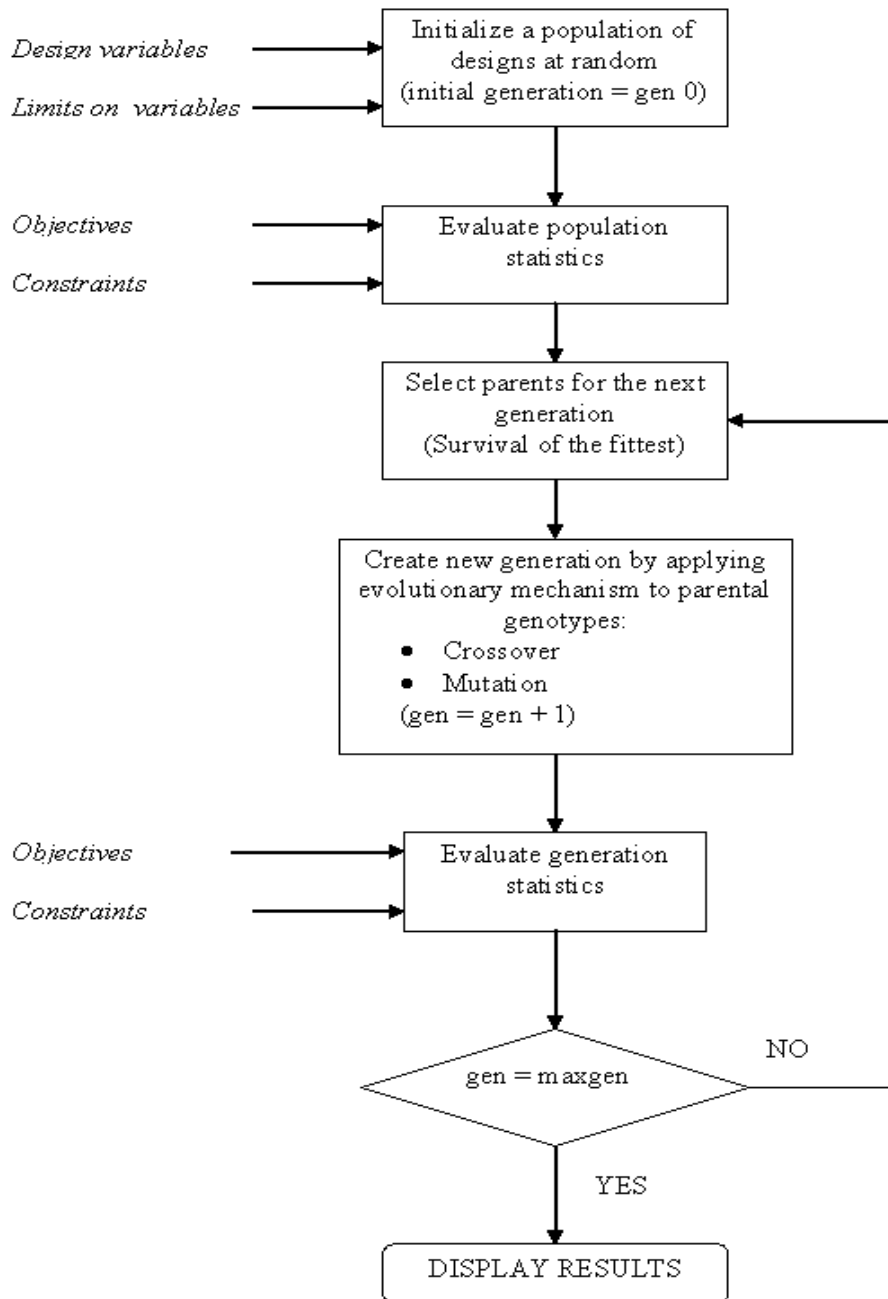 Design variables
Limits on variables
Initialize a population of
designs at random
(initial generation = gen 0)
Objectives
Constraints
Evaluate population
statistics
Select parents for the next
generation
(Survival of the fittest)
Create new generation by applying
evolutionary mechanism to parental
genotypes:
• Crossover
• Mutation
(gen = gen + 1)
Objectives
Constraints
Evaluate generation
statistics
gen = maxgen
NO
YES
DISPLAY RESULTS